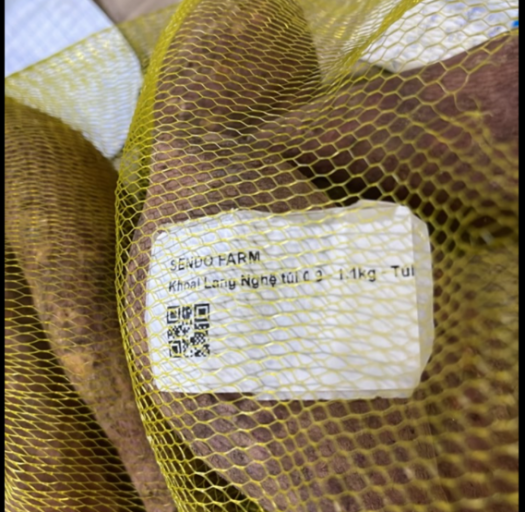 SENDO FARM
Khoai Lang Nghệ túi 0.9 - 1.1kg - Túi